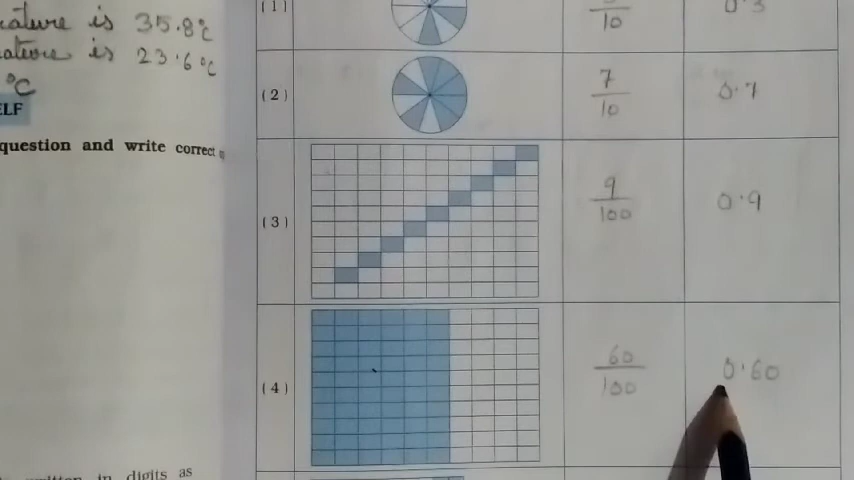 ature is 35.8°C
ature is 23.6°C
°C
ELF
question and write correct
(1)
10
0.3
(2)
7
10
0.7
(3)
9
100
0.9
(4)
60
100
0.60
written in digits as